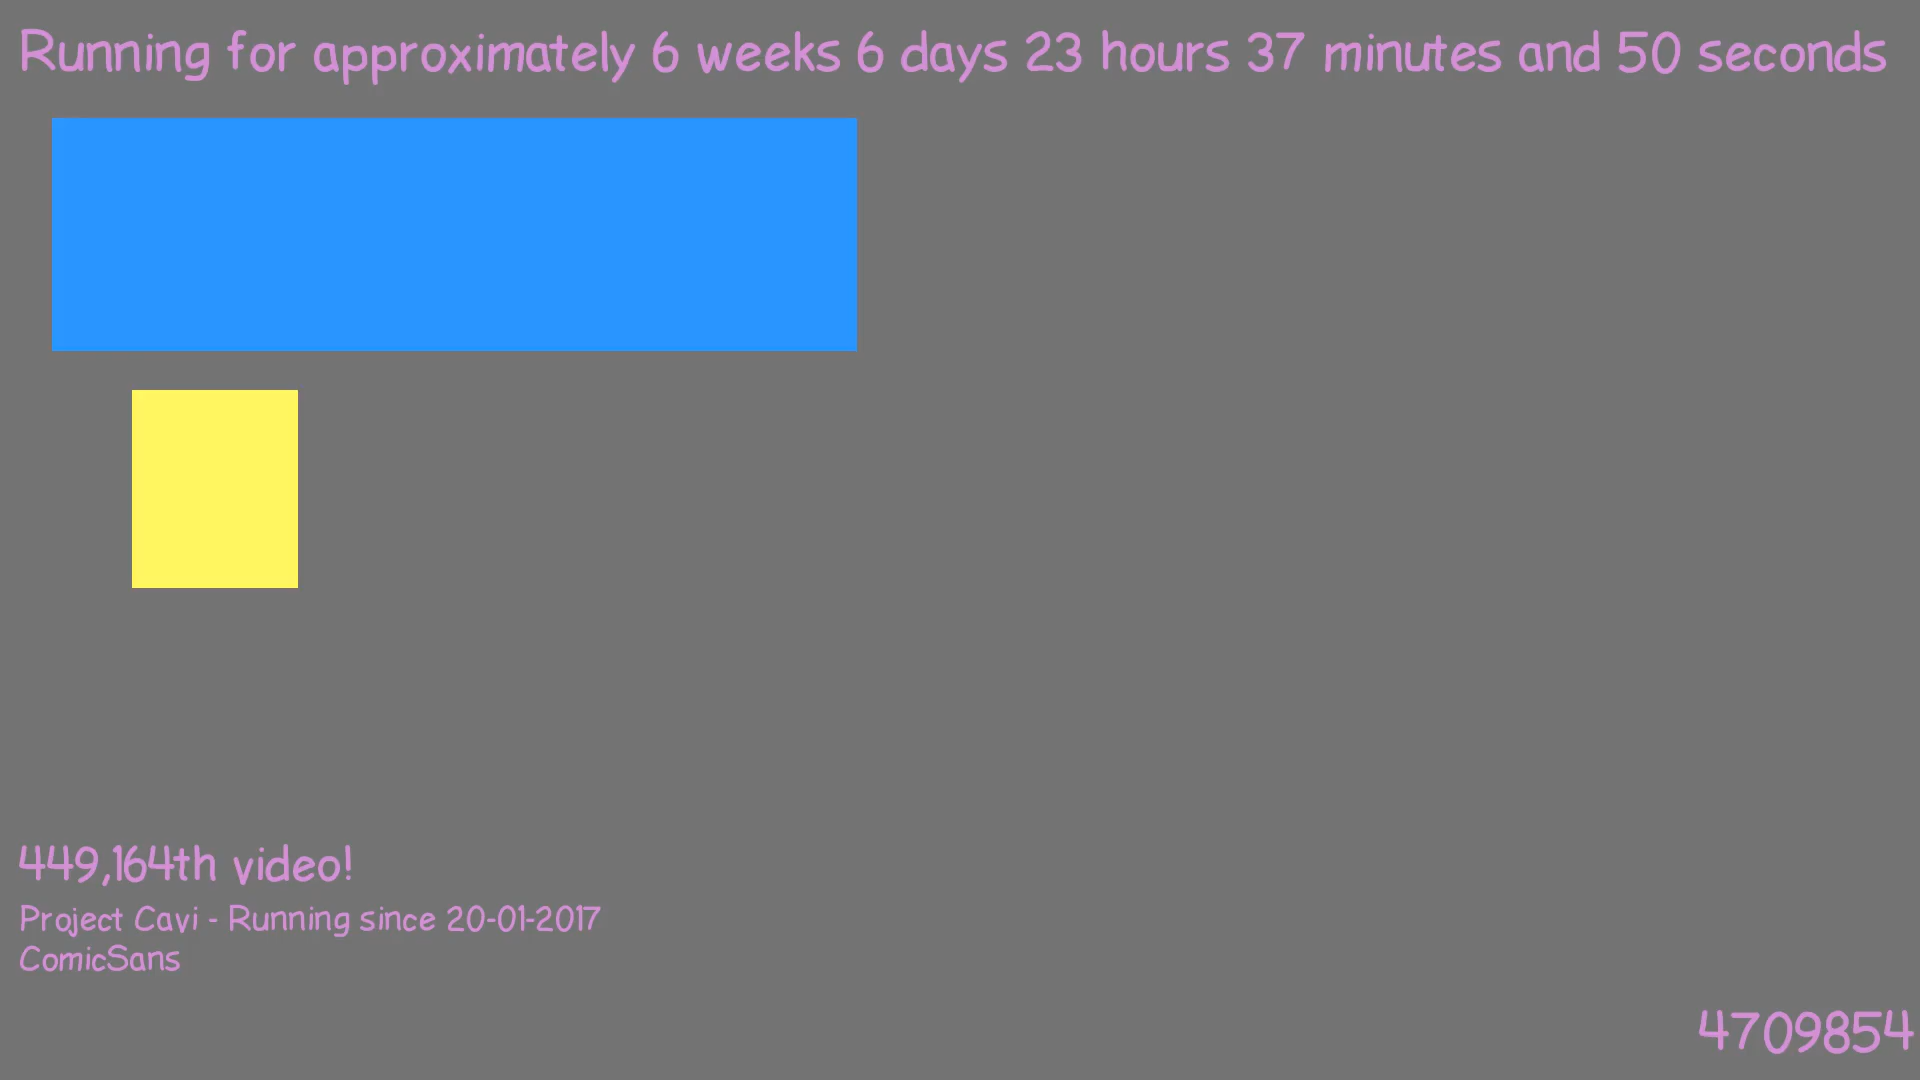 Running for approximately 6 weeks 6 days 23 hours 37 minutes and 50 seconds
449,164th video!
Project Cavi - Running since 20-01-2017
ComicSans
4709854